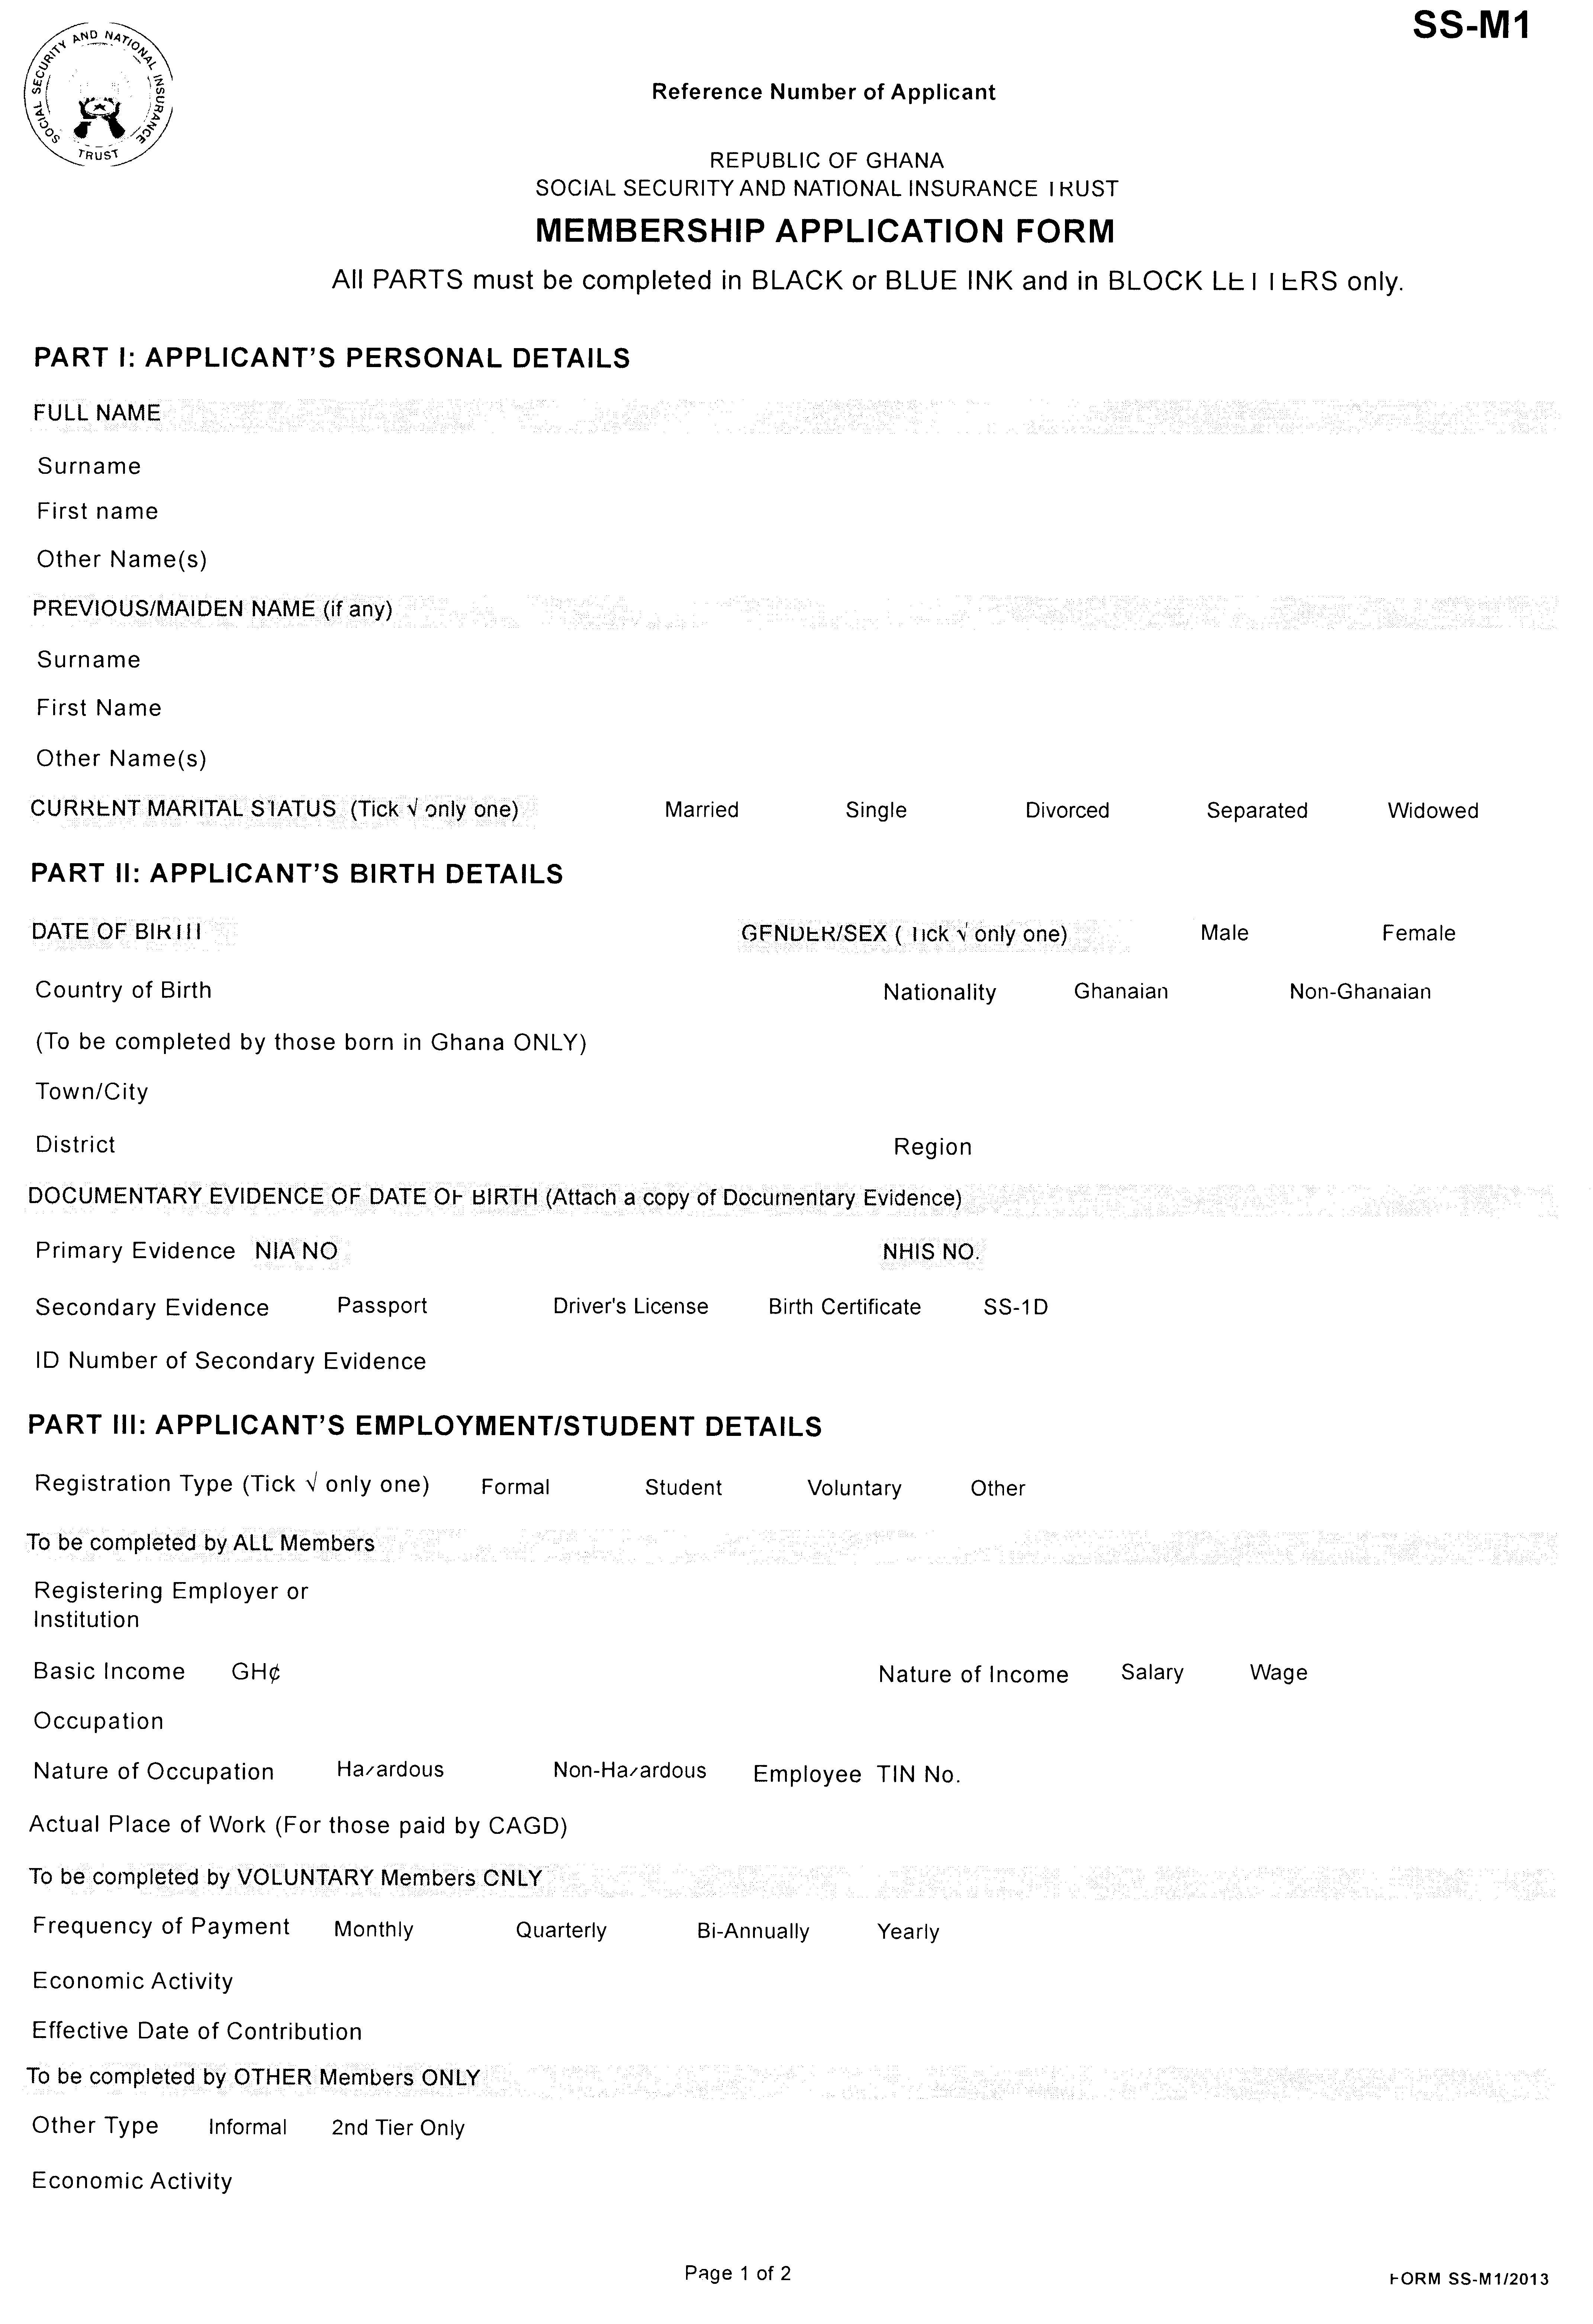 SS-M1
SOCIAL SECURITY AND NATIONAL INSURANCE TRUST
Reference Number of Applicant
REPUBLIC OF GHANA
SOCIAL SECURITY AND NATIONAL INSURANCE TRUST
MEMBERSHIP APPLICATION FORM
All PARTS must be completed in BLACK or BLUE INK and in BLOCK LETTERS only.
PART I: APPLICANT'S PERSONAL DETAILS
FULL NAME
Surname
First name
Other Name(s)
PREVIOUS/MAIDEN NAME (if any)
Surname
First Name
Other Name(s)
CURRENT MARITAL STATUS (Tick √ only one) Married Single Divorced Separated Widowed
PART II: APPLICANT'S BIRTH DETAILS
DATE OF BIRTH GENDER/SEX ( Tick √ only one) Male Female
Country of Birth Nationality Ghanaian Non-Ghanaian
(To be completed by those born in Ghana ONLY)
Town/City
District Region
DOCUMENTARY EVIDENCE OF DATE OF BIRTH (Attach a copy of Documentary Evidence)
Primary Evidence NIA NO NHIS NO.
Secondary Evidence Passport Driver's License Birth Certificate SS-1D
ID Number of Secondary Evidence
PART III: APPLICANT'S EMPLOYMENT/STUDENT DETAILS
Registration Type (Tick √ only one) Formal Student Voluntary Other
To be completed by ALL Members
Registering Employer or
Institution
Basic Income GH¢ Nature of Income Salary Wage
Occupation
Nature of Occupation Hazardous Non-Hazardous Employee TIN No.
Actual Place of Work (For those paid by CAGD)
To be completed by VOLUNTARY Members ONLY
Frequency of Payment Monthly Quarterly Bi-Annually Yearly
Economic Activity
Effective Date of Contribution
To be completed by OTHER Members ONLY
Other Type Informal 2nd Tier Only
Economic Activity
Page 1 of 2
FORM SS-M1/2013